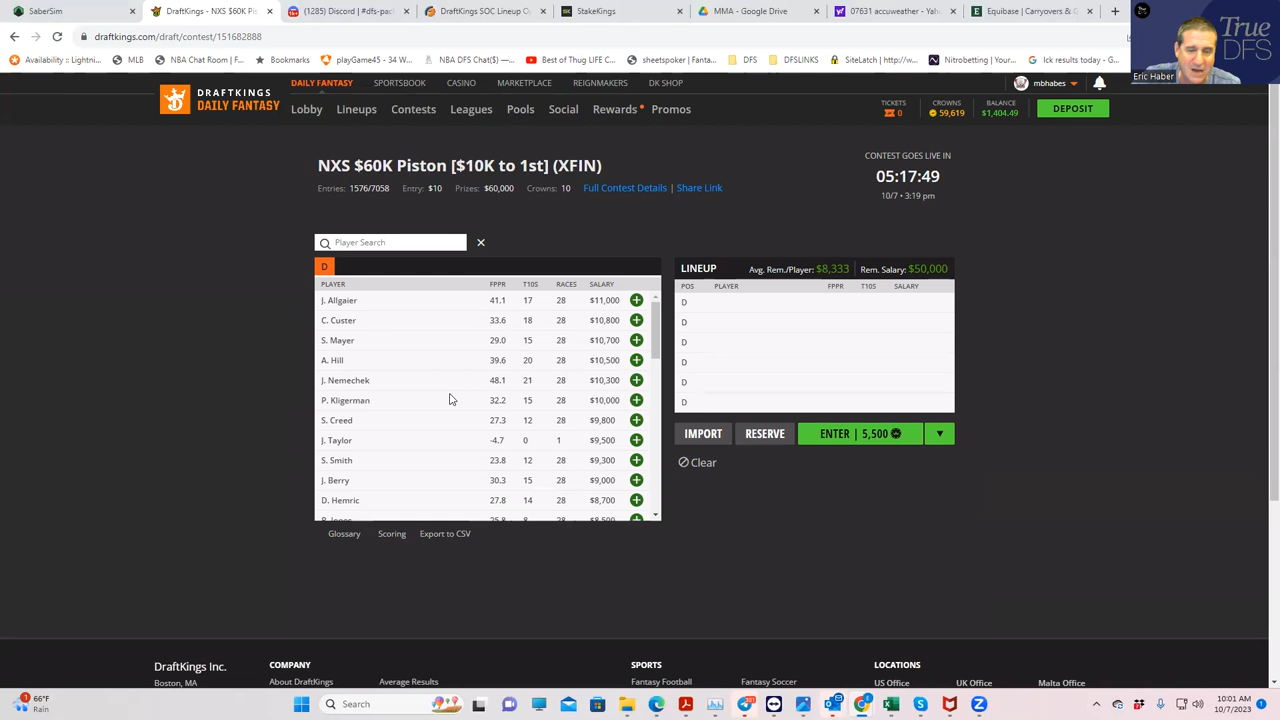 SaberSim
DraftKings - NXS $60K Pis
(1285) Discord | #dfs-pac
DraftKings SOC Lineup O
StakeKings
MMA - Google Drive
07631 accuweather - Yah
Equibase | Carryovers & G
draftkings.com/draft/contest/151682888
Availability : SiteH...
MLB
NBA Chat Room | F...
playGame45 - 34 W...
Bookmarks
NBA DFS Chat($)...
Best of Thug LIFE C...
sheetspoker | Fanta...
DFS
DFSLINKS
SiteLatch | http://w...
Nitrobetting | Your...
lck results today - G...
True
DFS
Eric Haber
DRAFTKINGS
DAILY FANTASY
DAILY FANTASY
SPORTSBOOK
CASINO
MARKETPLACE
REIGNMAKERS
DK SHOP
mbhabes
Lobby
Lineups
Contests
Leagues
Pools
Social
Rewards
Promos
TICKETS
0
CROWNS
59,619
BALANCE
$1,404.49
DEPOSIT
NXS $60K Piston [$10K to 1st] (XFIN)
Entries: 1576/7058 Entry: $10 Prizes: $60,000 Crowns: 10 Full Contest Details | Share Link
CONTEST GOES LIVE IN
05:17:49
10/7 • 3:19 pm
Player Search
D
PLAYER FPPR T10S RACES SALARY
J. Allgaier 41.1 17 28 $11,000
C. Custer 33.6 18 28 $10,800
S. Mayer 29.0 15 28 $10,700
A. Hill 39.6 20 28 $10,500
J. Nemechek 48.1 21 28 $10,300
P. Kligerman 32.2 15 28 $10,000
S. Creed 27.3 12 28 $9,800
J. Taylor -4.7 0 1 $9,500
S. Smith 23.8 12 28 $9,300
J. Berry 30.3 15 28 $9,000
D. Hemric 27.8 14 28 $8,700
Glossary
Scoring
Export to CSV
LINEUP Avg. Rem./Player: $8,333 Rem. Salary: $50,000
POS PLAYER FPPR T10S SALARY
D
D
D
D
D
D
IMPORT
RESERVE
ENTER | 5,500
Clear
DraftKings Inc.
Boston, MA
COMPANY
About DraftKings
Average Results
SPORTS
Fantasy Football
Fantasy Soccer
LOCATIONS
US Office
UK Office
Malta Office
1
66°F
Rain
Search
10:01 AM
10/7/2023